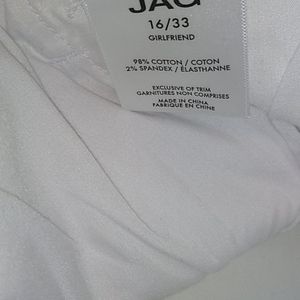 JAG
16/33
GIRLFRIEND
98% COTTON / COTON
2% SPANDEX / ÉLASTHANNE
EXCLUSIVE OF TRIM
GARNITURES NON COMPRISES
MADE IN CHINA
FABRIQUÉ EN CHINE